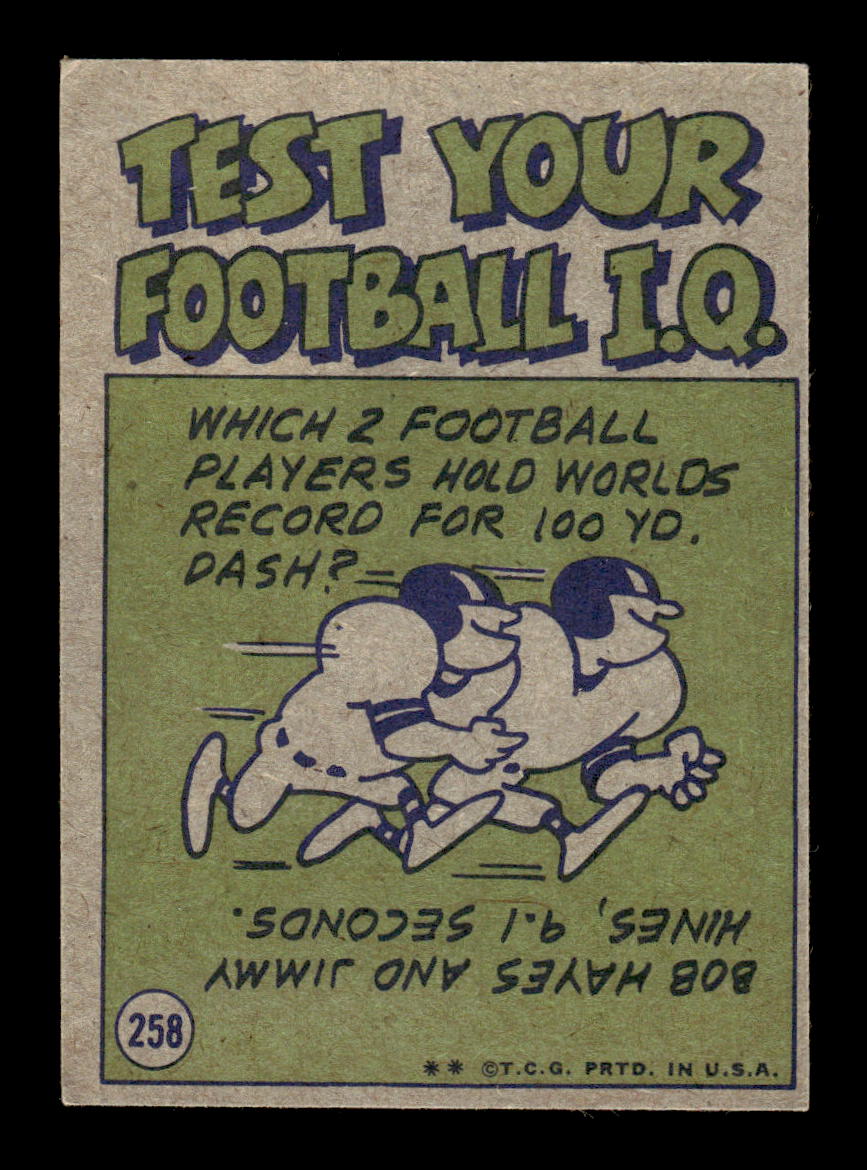 TEST YOUR
FOOTBALL I.Q.
WHICH 2 FOOTBALL
PLAYERS HOLD WORLDS
RECORD FOR 100 YD.
DASH?
BOB HAYES AND JIMMY
HINES, 9.1 SECONDS.
258
** ©T.C.G. PRTD. IN U.S.A.